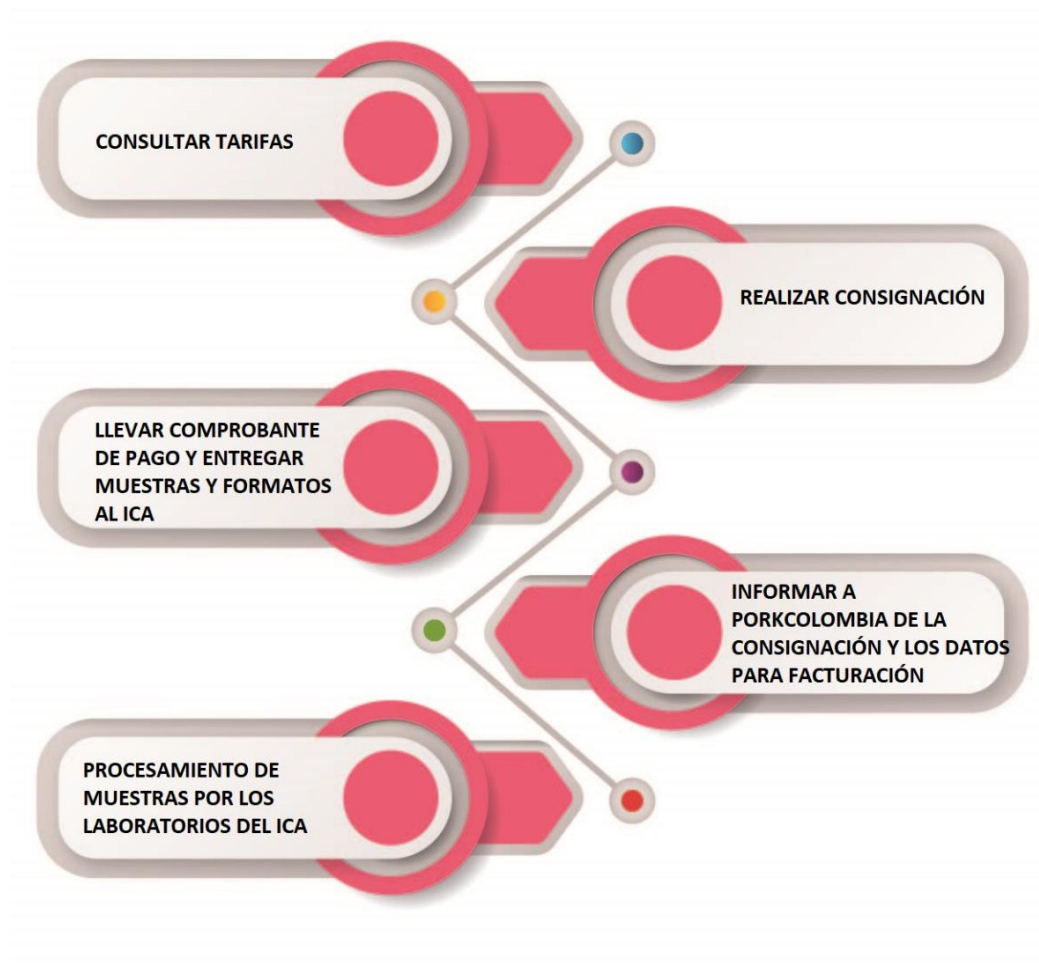 CONSULTAR TARIFAS
REALIZAR CONSIGNACIÓN
LLEVAR COMPROBANTE
DE PAGO Y ENTREGAR
MUESTRAS Y FORMATOS
AL ICA
INFORMAR A
PORKCOLOMBIA DE LA
CONSIGNACIÓN Y LOS DATOS
PARA FACTURACIÓN
PROCESAMIENTO DE
MUESTRAS POR LOS
LABORATORIOS DEL ICA